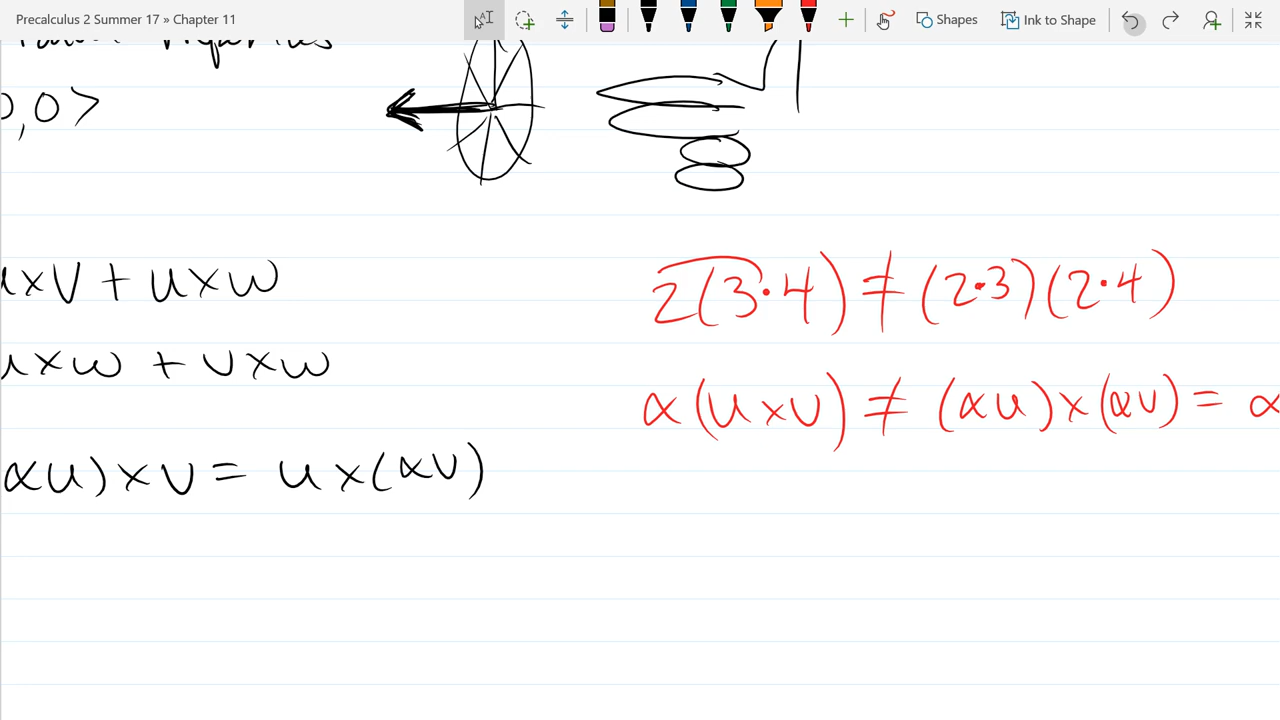 Precalculus 2 Summer 17 » Chapter 11
Shapes
Ink to Shape
0,0>
u×v + u×w
u×w + v×w
αu)×v = u×(αv)
2(3·4) ≠ (2·3)(2·4)
α(u×v) ≠ (αu)×(αv) = α